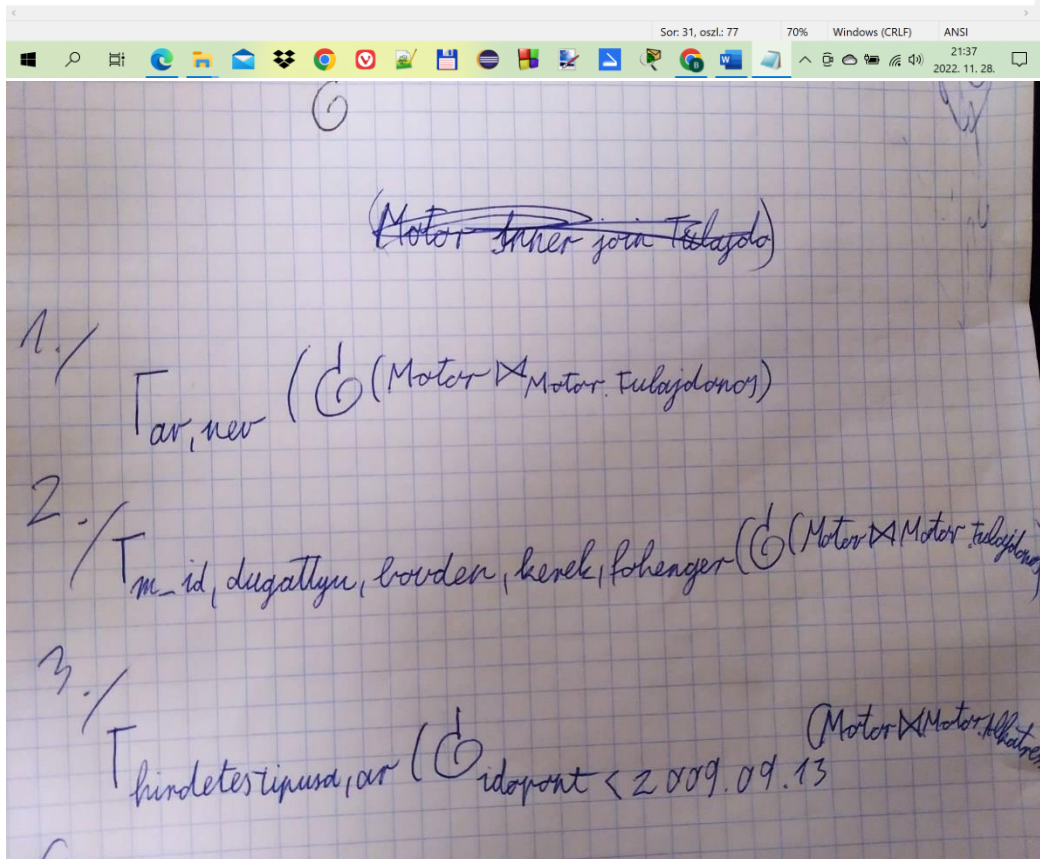 Sor: 31, oszl.: 77 70% Windows (CRLF) ANSI
21:37
2022. 11. 28.
(Motor Inner join Tulajdo)
1./
π ar, nev (σ (Motor ⋈ Motor.Tulajdonos)
2./
π m_id, dugattyu, bovden, kerek, fohenger (σ (Motor ⋈ Motor.Tulajdonos)
3./
π hirdetestipusa, ar (σ idopont < 2009.09.13 (Motor ⋈ Motor.